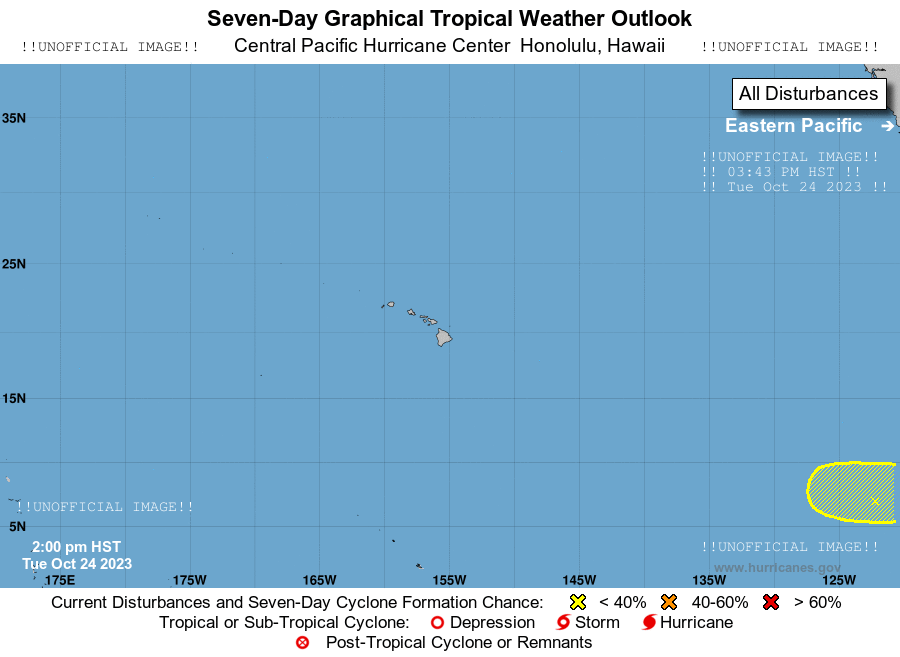 Seven-Day Graphical Tropical Weather Outlook
!!UNOFFICIAL IMAGE!! Central Pacific Hurricane Center Honolulu, Hawaii !!UNOFFICIAL IMAGE!!
All Disturbances
35N
Eastern Pacific ➔
!!UNOFFICIAL IMAGE!!
!! 03:43 PM HST !!
!! Tue Oct 24 2023 !!
25N
15N
!!UNOFFICIAL IMAGE!!
5N
2:00 pm HST
Tue Oct 24 2023
!!UNOFFICIAL IMAGE!!
www.hurricanes.gov
175E 175W 165W 155W 145W 135W 125W
Current Disturbances and Seven-Day Cyclone Formation Chance: < 40% 40-60% > 60%
Tropical or Sub-Tropical Cyclone: Depression Storm Hurricane
Post-Tropical Cyclone or Remnants